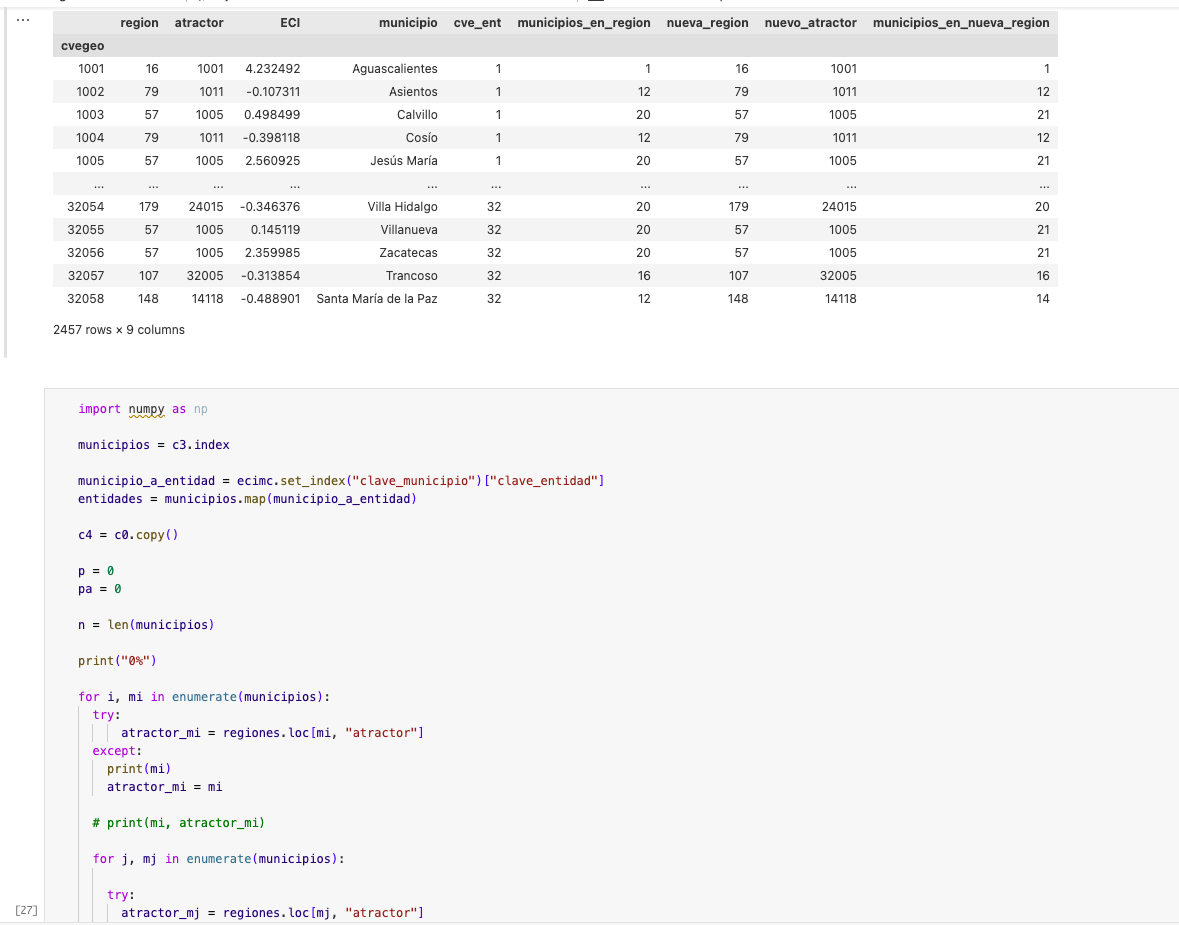 ...
region atractor ECI municipio cve_ent municipios_en_region nueva_region nuevo_atractor municipios_en_nueva_region
cvegeo
1001 16 1001 4.232492 Aguascalientes 1 1 16 1001 1
1002 79 1011 -0.107311 Asientos 1 12 79 1011 12
1003 57 1005 0.498499 Calvillo 1 20 57 1005 21
1004 79 1011 -0.398118 Cosío 1 12 79 1011 12
1005 57 1005 2.560925 Jesús María 1 20 57 1005 21
... ... ... ... ... ... ... ... ... ...
32054 179 24015 -0.346376 Villa Hidalgo 32 20 179 24015 20
32055 57 1005 0.145119 Villanueva 32 20 57 1005 21
32056 57 1005 2.359985 Zacatecas 32 20 57 1005 21
32057 107 32005 -0.313854 Trancoso 32 16 107 32005 16
32058 148 14118 -0.488901 Santa María de la Paz 32 12 148 14118 14
2457 rows × 9 columns
import numpy as np
municipios = c3.index
municipio_a_entidad = ecimc.set_index("clave_municipio")["clave_entidad"]
entidades = municipios.map(municipio_a_entidad)
c4 = c0.copy()
p = 0
pa = 0
n = len(municipios)
print("0%")
for i, mi in enumerate(municipios):
try:
atractor_mi = regiones.loc[mi, "atractor"]
except:
print(mi)
atractor_mi = mi
# print(mi, atractor_mi)
for j, mj in enumerate(municipios):
try:
[27] atractor_mj = regiones.loc[mj, "atractor"]